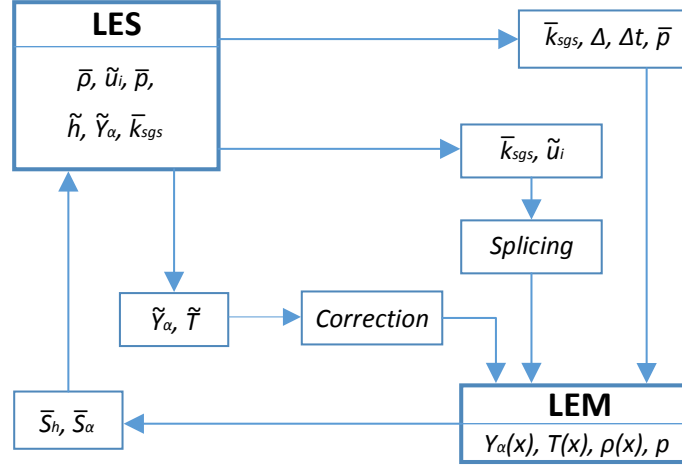 LES
ρ̅, ũᵢ, p̅,
h̃, Ỹα, k̅sgs
k̅sgs, Δ, Δt, p̅
k̅sgs, ũᵢ
Splicing
Ỹα, T̃
Correction
LEM
Yα(x), T(x), ρ(x), p
S̅h, S̅α